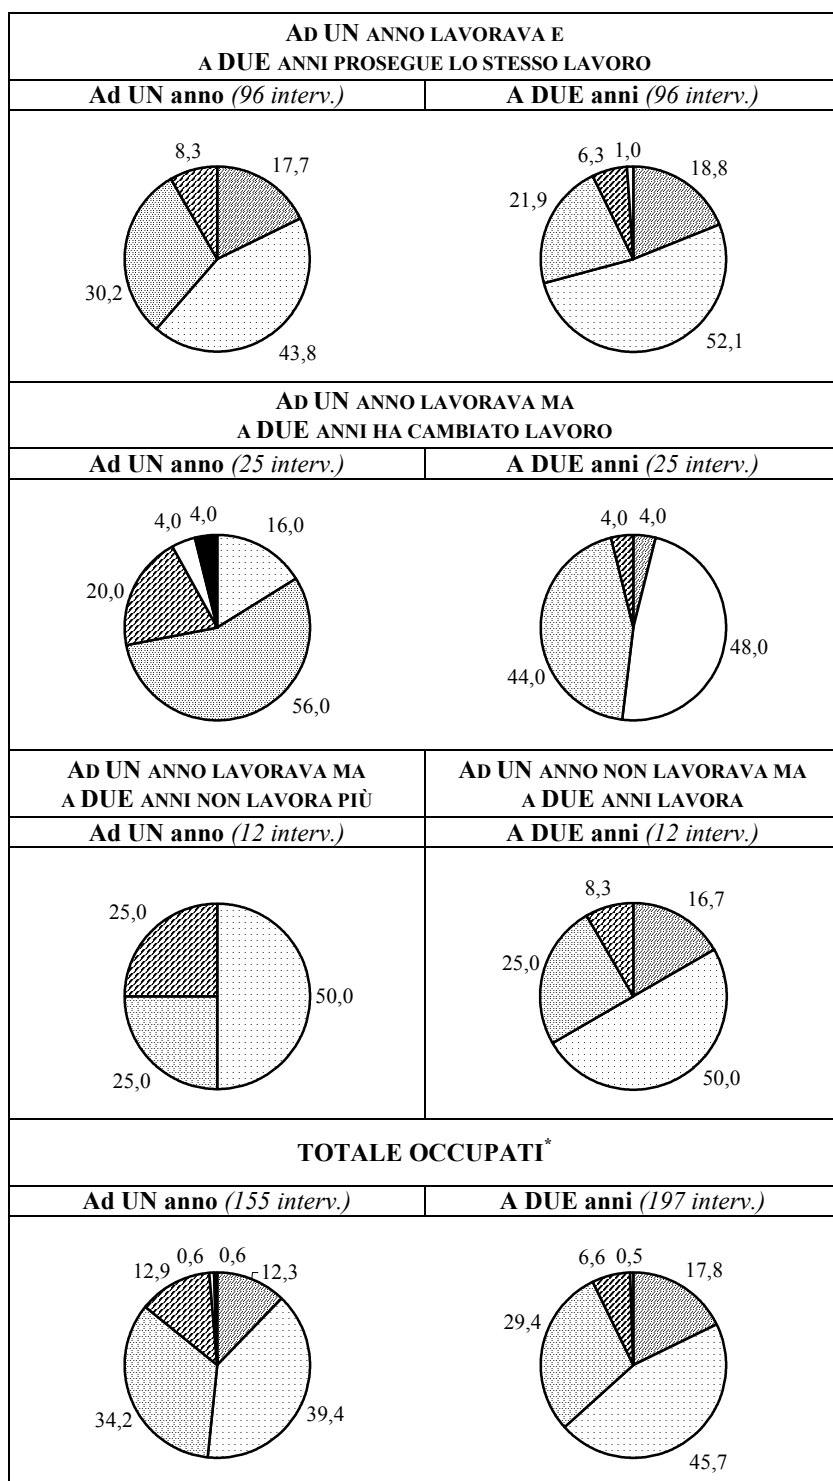 AD UN ANNO LAVORAVA E
A DUE ANNI PROSEGUE LO STESSO LAVORO
Ad UN anno (96 interv.)
A DUE anni (96 interv.)
8,3
17,7
30,2
43,8
6,3
1,0
18,8
21,9
52,1
AD UN ANNO LAVORAVA MA
A DUE ANNI HA CAMBIATO LAVORO
Ad UN anno (25 interv.)
A DUE anni (25 interv.)
4,0
4,0
16,0
20,0
56,0
4,0
4,0
44,0
48,0
AD UN ANNO LAVORAVA MA
A DUE ANNI NON LAVORA PIÙ
AD UN ANNO NON LAVORAVA MA
A DUE ANNI LAVORA
Ad UN anno (12 interv.)
A DUE anni (12 interv.)
25,0
50,0
25,0
8,3
16,7
25,0
50,0
TOTALE OCCUPATI*
Ad UN anno (155 interv.)
A DUE anni (197 interv.)
12,9
0,6
0,6
12,3
34,2
39,4
6,6
0,5
17,8
29,4
45,7